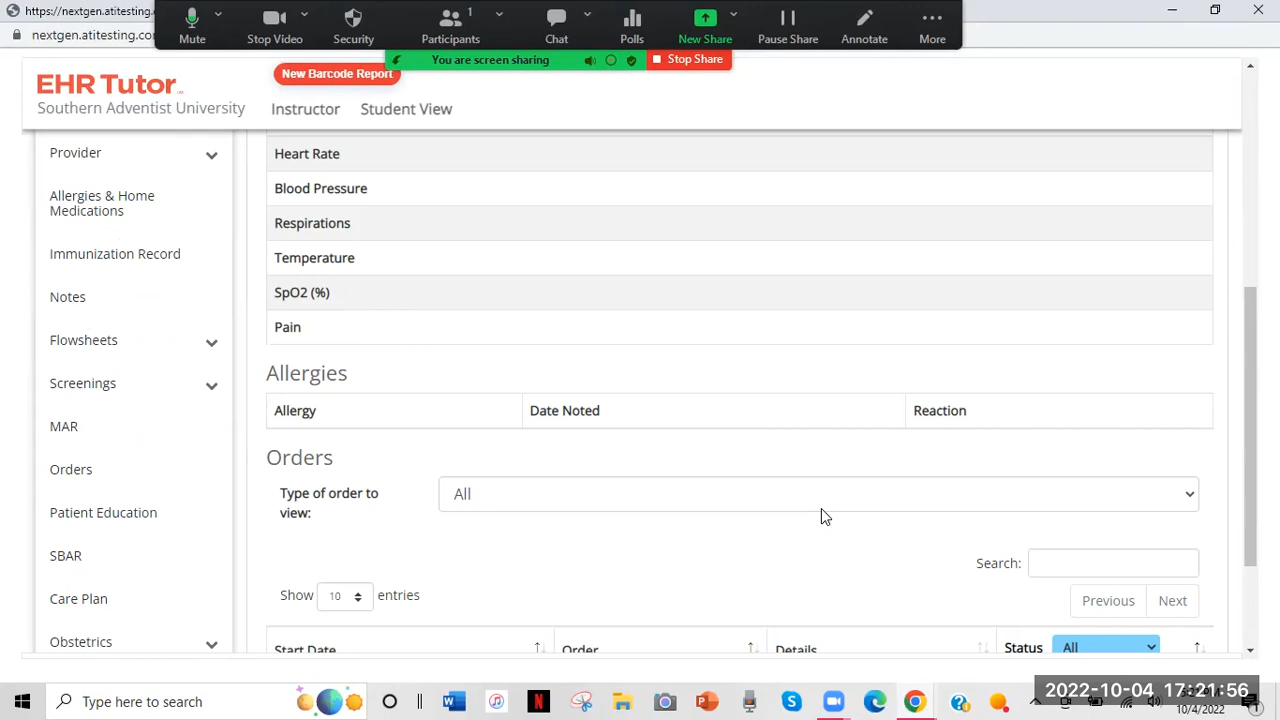 https://nextgen.atitesting.co
nextgen.atitesting.co
Mute
Stop Video
Security
1
Participants
Chat
Polls
New Share
Pause Share
Annotate
More
You are screen sharing
Stop Share
EHR Tutor
Southern Adventist University
New Barcode Report
Instructor
Student View
Provider
Allergies & Home
Medications
Immunization Record
Notes
Flowsheets
Screenings
MAR
Orders
Patient Education
SBAR
Care Plan
Obstetrics
Heart Rate
Blood Pressure
Respirations
Temperature
SpO2 (%)
Pain
Allergies
Allergy Date Noted Reaction
Orders
Type of order to
view:
All
Search:
Show 10 entries
Previous Next
Start Date Order Details Status All
Type here to search
2022-10-04 17:21:56
10/4/2022